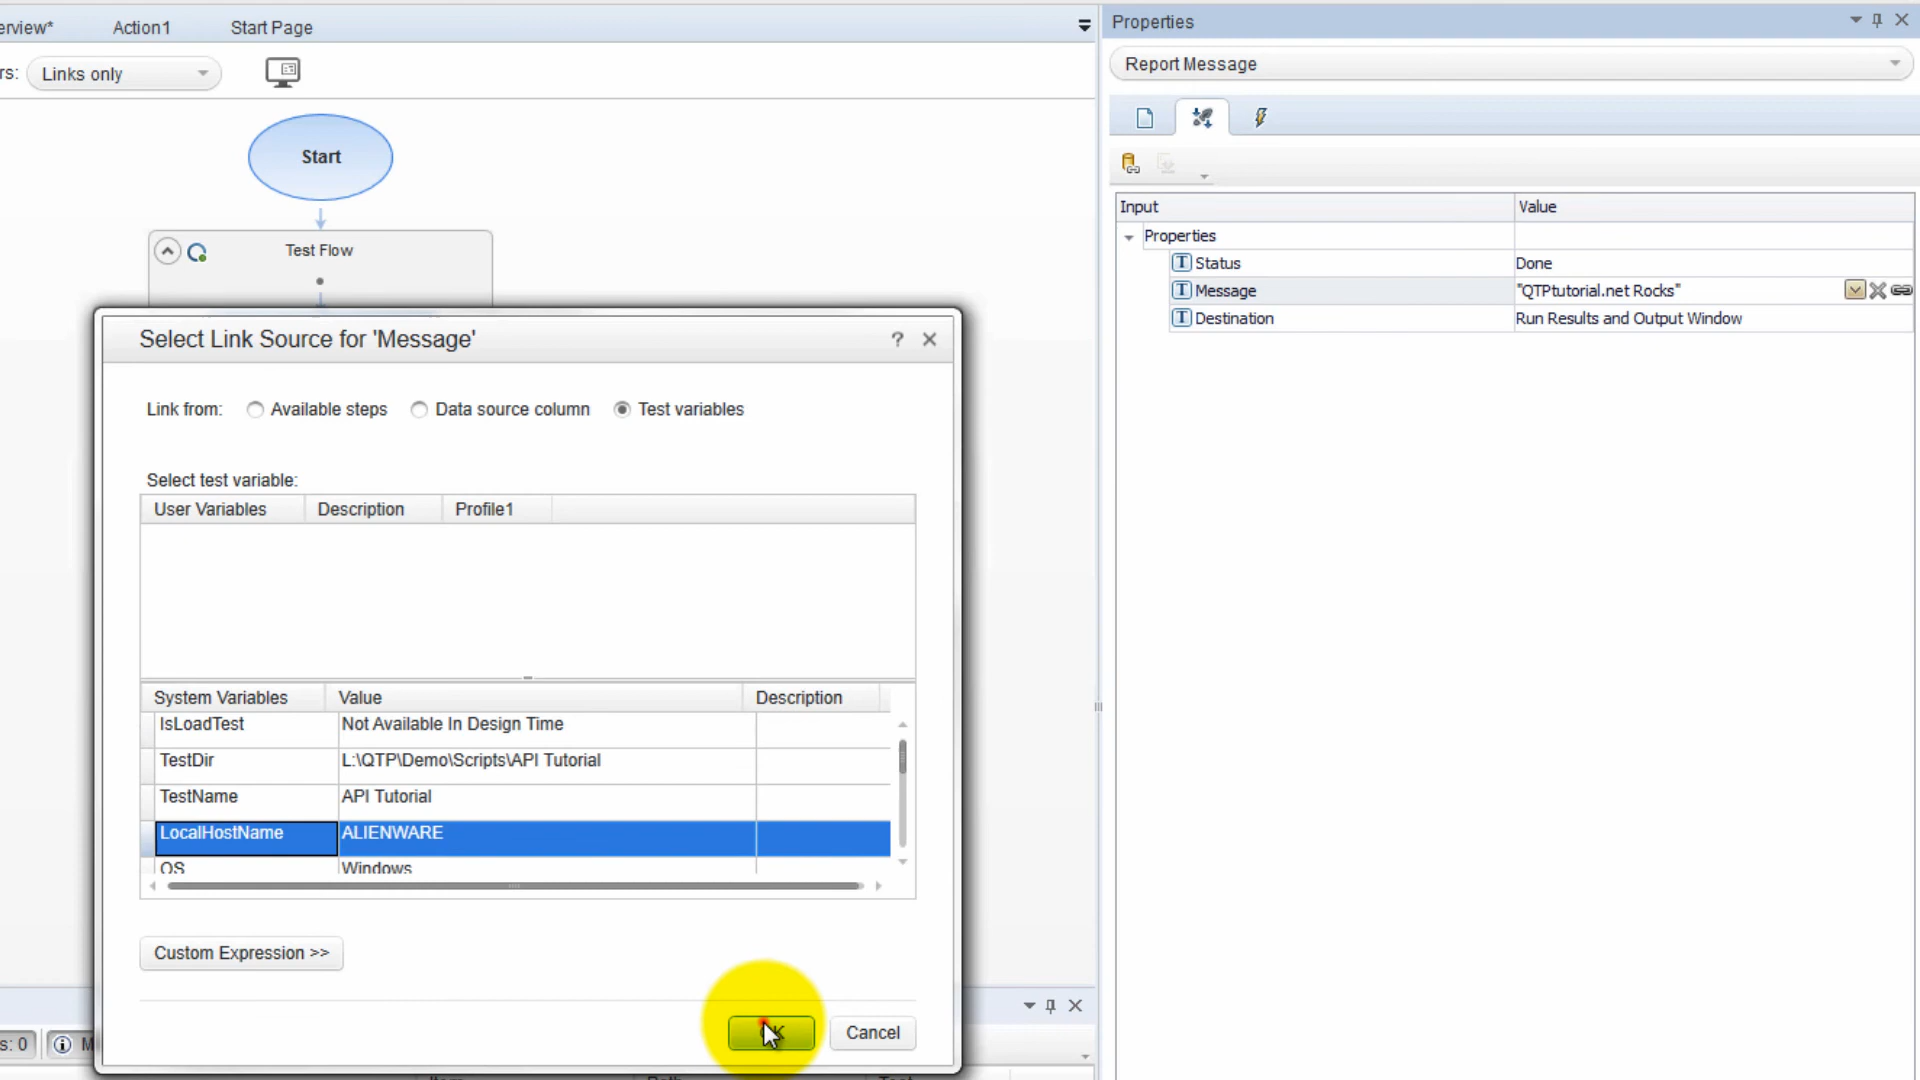 erview*
Action1
Start Page
Properties
rs:
Links only
Report Message
Start
Input
Value
Properties
Status
Done
Message
"QTPtutorial.net Rocks"
Destination
Run Results and Output Window
Test Flow
Select Link Source for 'Message'
?
Link from:
Available steps
Data source column
Test variables
Select test variable:
User Variables
Description
Profile1
System Variables
Value
Description
IsLoadTest
Not Available In Design Time
TestDir
L:\QTP\Demo\Scripts\API Tutorial
TestName
API Tutorial
LocalHostName
ALIENWARE
OS
Windows
Custom Expression >>
OK
Cancel
s: 0
M